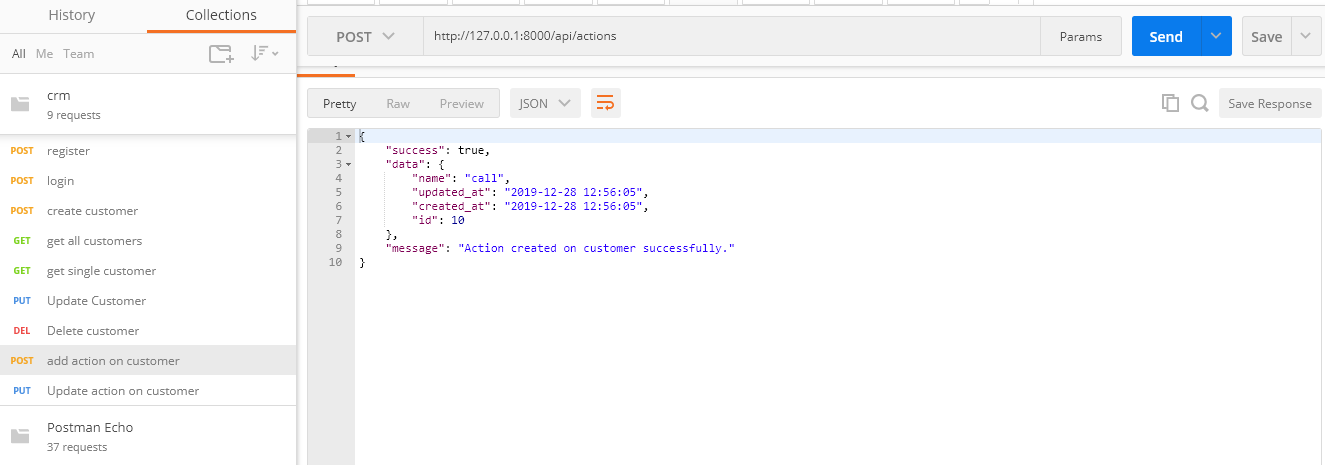 History Collections
All Me Team
crm
9 requests
POST register
POST login
POST create customer
GET get all customers
GET get single customer
PUT Update Customer
DEL Delete customer
POST add action on customer
PUT Update action on customer
Postman Echo
37 requests
POST http://127.0.0.1:8000/api/actions Params Send Save
Pretty Raw Preview JSON Save Response
1 {
2 "success": true,
3 "data": {
4 "name": "call",
5 "updated_at": "2019-12-28 12:56:05",
6 "created_at": "2019-12-28 12:56:05",
7 "id": 10
8 },
9 "message": "Action created on customer successfully."
10 }